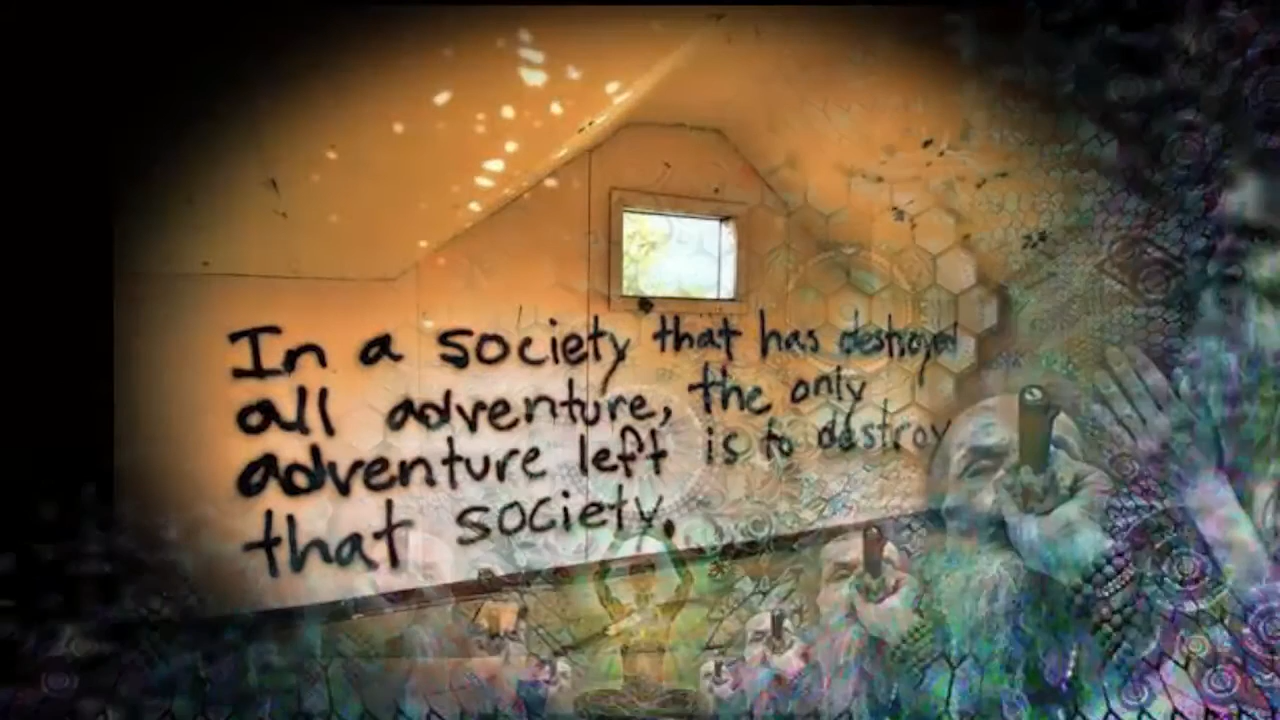 In a society that has destroyed
all adventure, the only
adventure left is to destroy
that society.